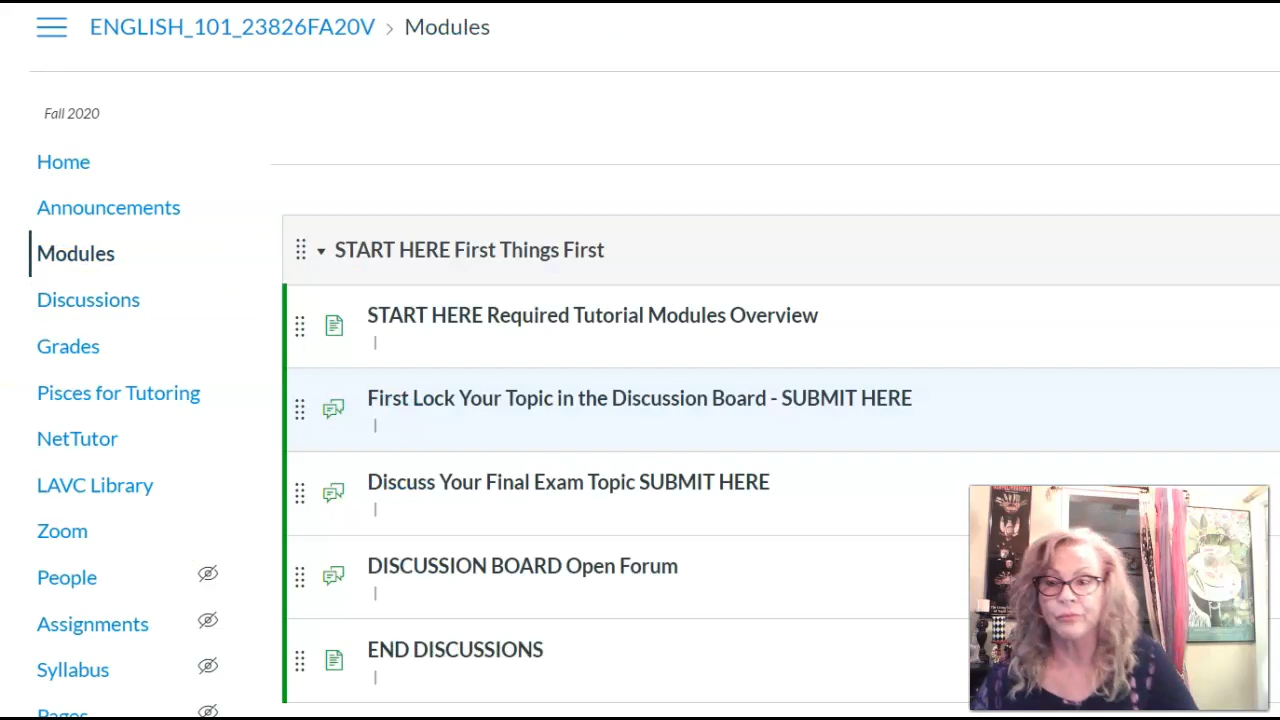 ENGLISH_101_23826FA20V > Modules
Fall 2020
Home
Announcements
Modules
Discussions
Grades
Pisces for Tutoring
NetTutor
LAVC Library
Zoom
People
Assignments
Syllabus
Pages
START HERE First Things First
START HERE Required Tutorial Modules Overview
|
First Lock Your Topic in the Discussion Board - SUBMIT HERE
|
Discuss Your Final Exam Topic SUBMIT HERE
|
DISCUSSION BOARD Open Forum
|
END DISCUSSIONS
|